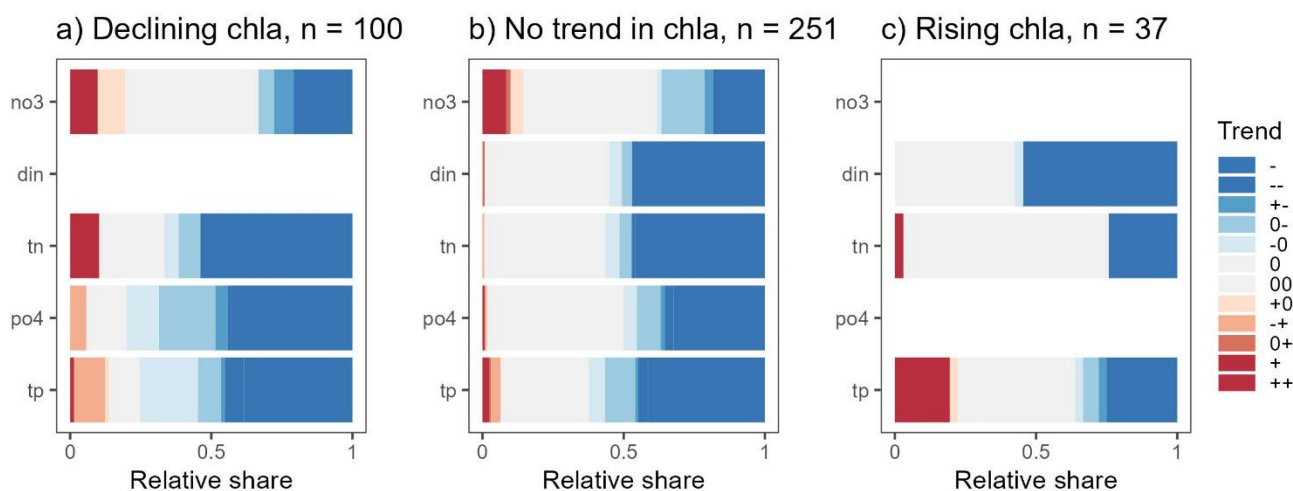 a) Declining chla, n = 100
b) No trend in chla, n = 251
c) Rising chla, n = 37
no3
din
tn
po4
tp
0
0.5
1
Relative share
no3
din
tn
po4
tp
0
0.5
1
Relative share
no3
din
tn
po4
tp
0
0.5
1
Relative share
Trend
-
--
+-
0-
-0
0
00
+0
-+
0+
+
++